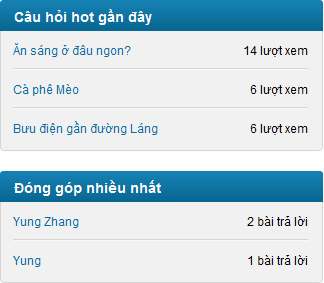 Câu hỏi hot gần đây
Ăn sáng ở đâu ngon? 14 lượt xem
Cà phê Mèo 6 lượt xem
Bưu điện gần đường Láng 6 lượt xem
Đóng góp nhiều nhất
Yung Zhang 2 bài trả lời
Yung 1 bài trả lời